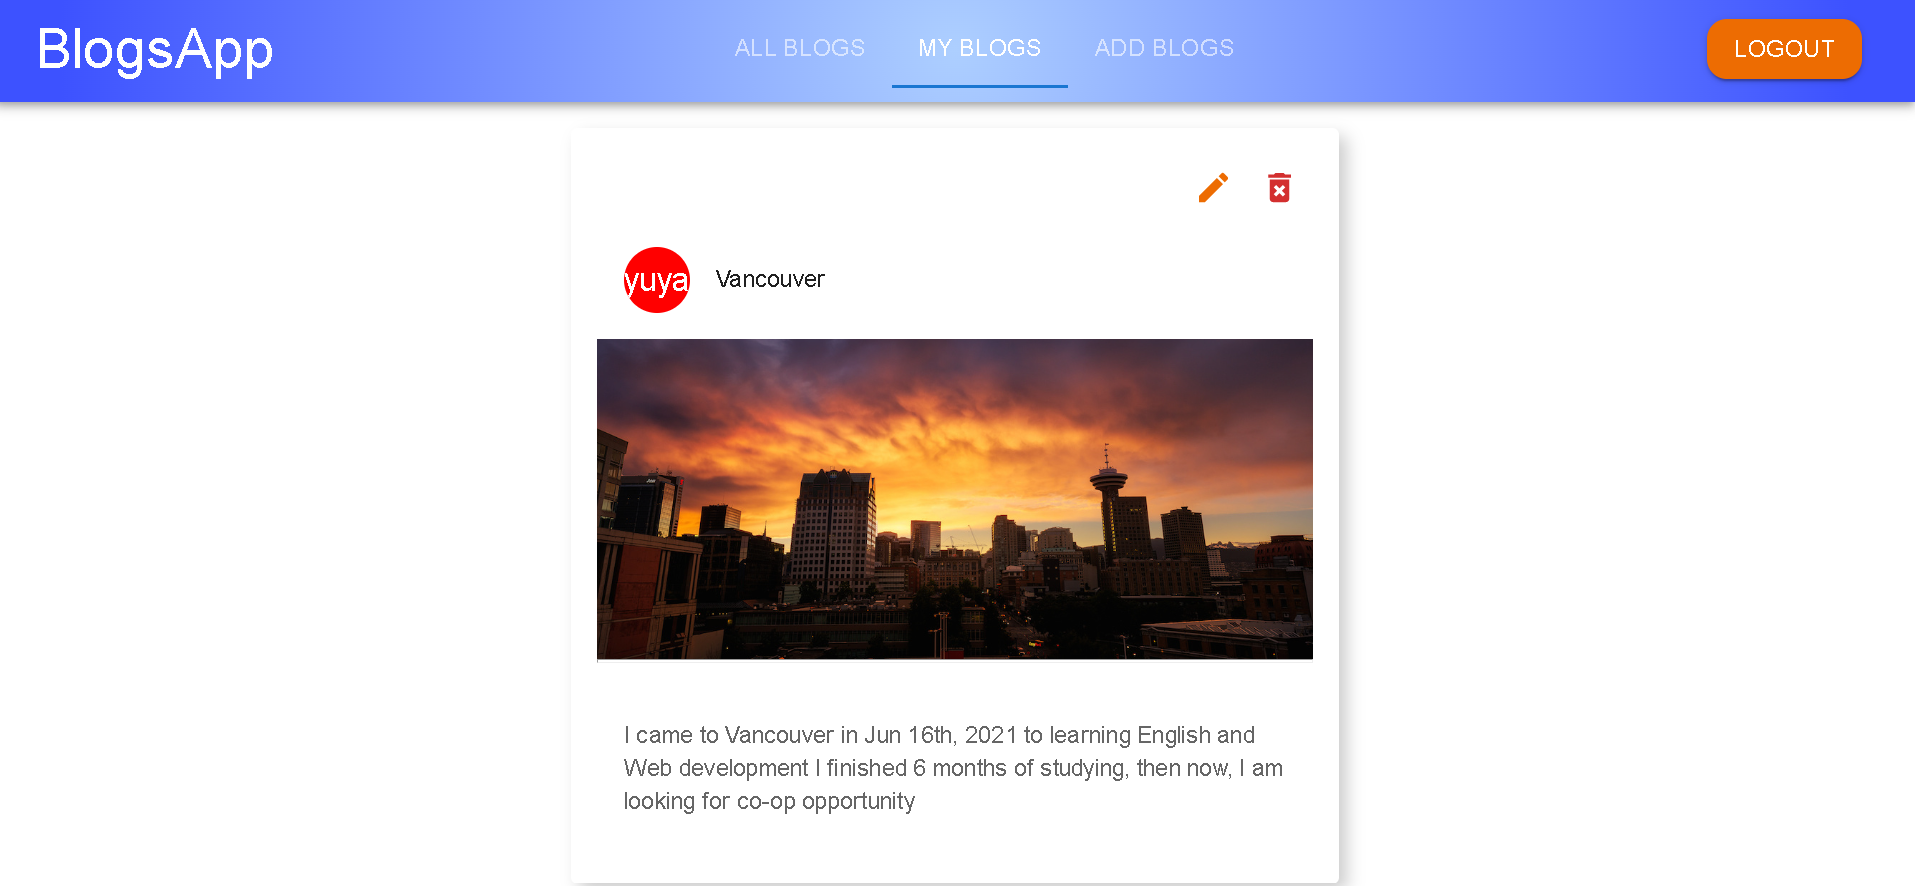 BlogsApp
ALL BLOGS
MY BLOGS
ADD BLOGS
LOGOUT
yuya
Vancouver
I came to Vancouver in Jun 16th, 2021 to learning English and
Web development I finished 6 months of studying, then now, I am
looking for co-op opportunity